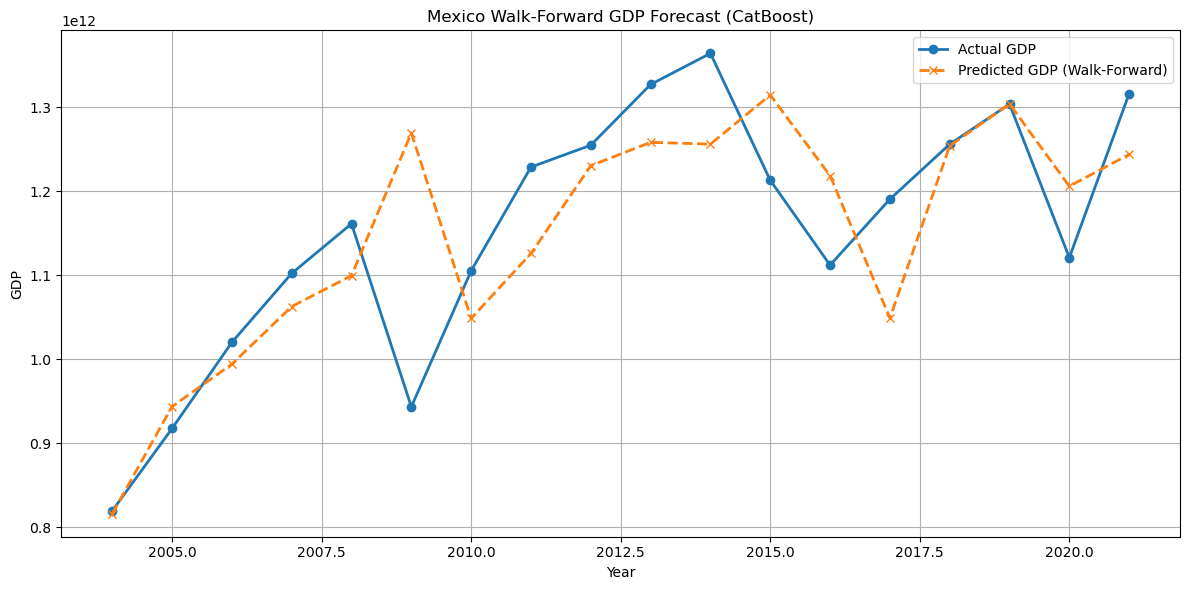 Mexico Walk-Forward GDP Forecast (CatBoost)
1e12
Actual GDP
Predicted GDP (Walk-Forward)
1.3
1.2
1.1
1.0
0.9
0.8
GDP
2005.0 2007.5 2010.0 2012.5 2015.0 2017.5 2020.0
Year